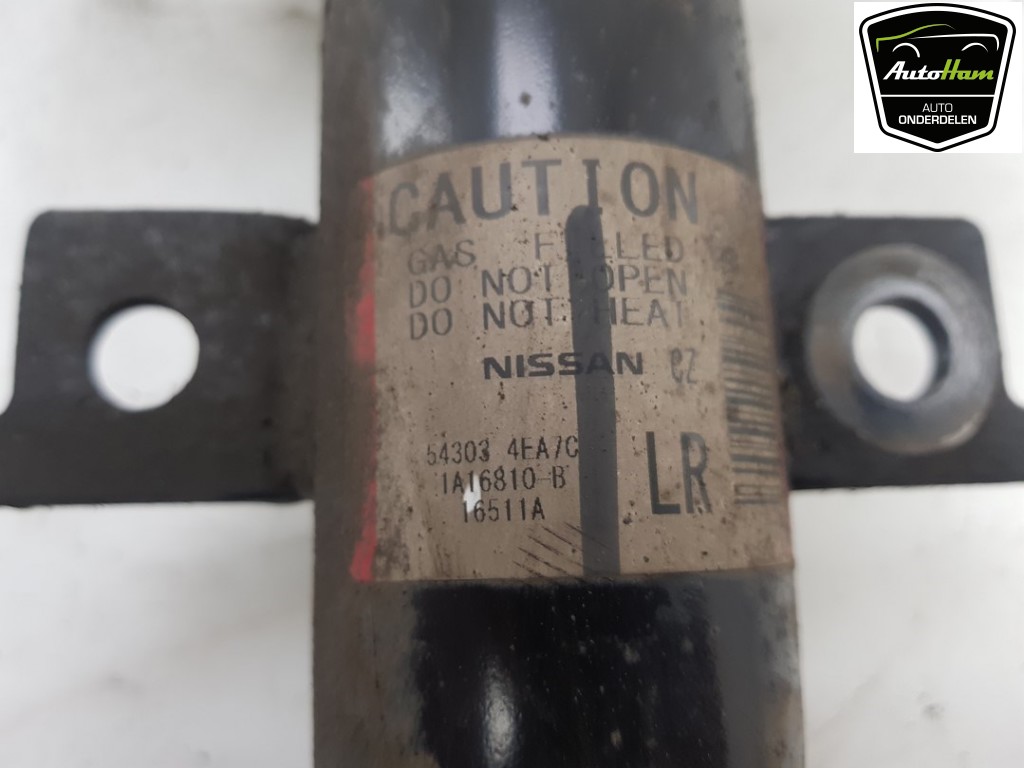 AutoHam
AUTO
ONDERDELEN
CAUTION
GAS FILLED
DO NOT OPEN
DO NOT HEAT
NISSAN
54303 4EA7C
1A16810-B
16511A
LR